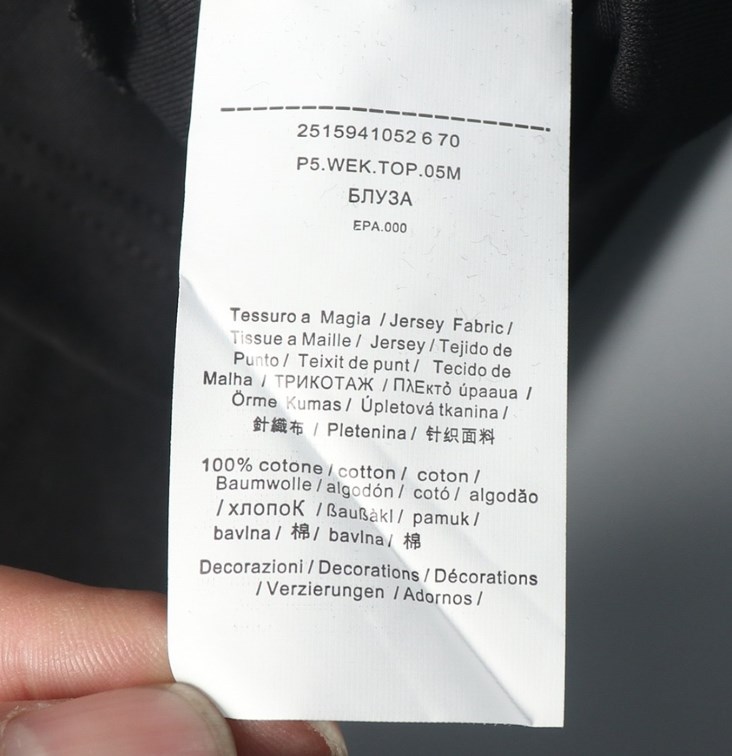 2515941052 6 70
P5.WEK.TOP.05M
БЛУЗА
EPA.000
Tessuro a Magia / Jersey Fabric /
Tissue a Maille / Jersey / Tejido de
Punto / Teixit de punt / Tecido de
Malha / ТРИКОТАЖ / ΠλΕκτὸ úpaaua /
Örme Kumas / Úpletová tkanina /
針織布 / Pletenina / 针织面料
100% cotone / cotton / coton /
Baumwolle / algodón / cotó / algodão
/ хлопоК / ßaußàkl / pamuk /
bavlna / 棉 / bavlna / 棉
Decorazioni / Decorations / Décorations
/ Verzierungen / Adornos /